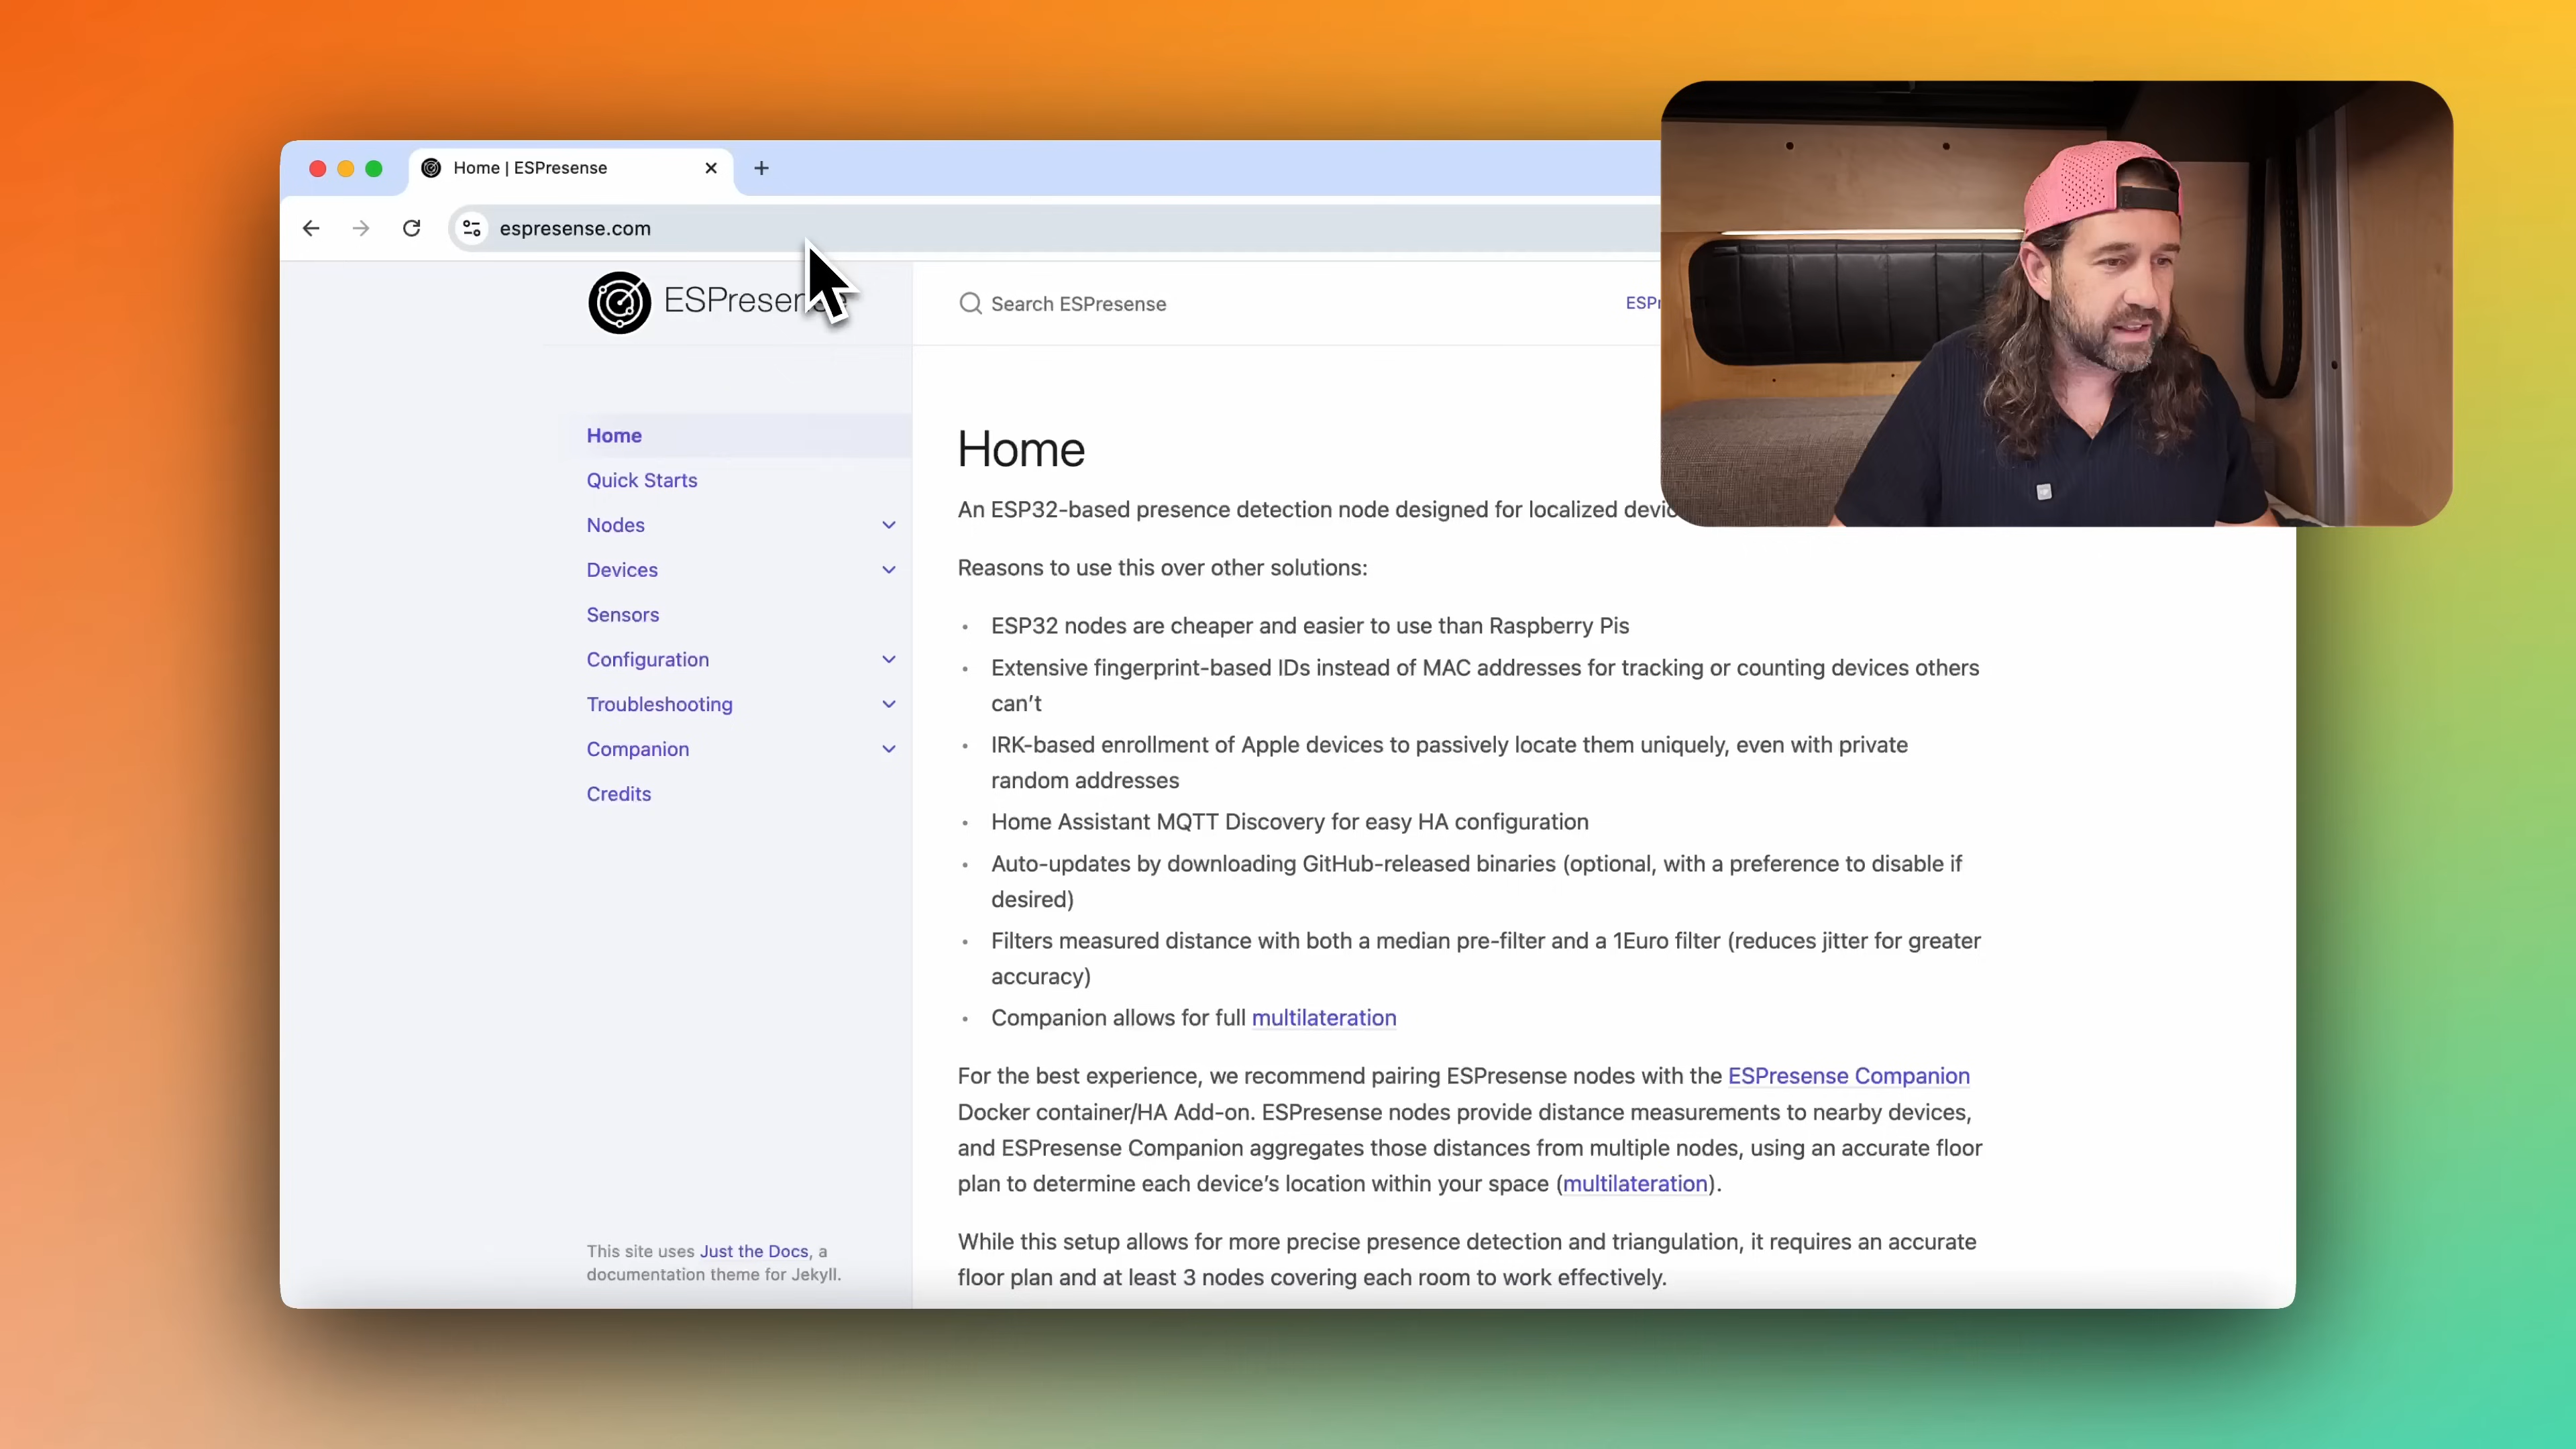 Home | ESPresense
espresense.com
ESPresense
Search ESPresense
Home
Quick Starts
Nodes
Devices
Sensors
Configuration
Troubleshooting
Companion
Credits
This site uses Just the Docs, a
documentation theme for Jekyll.
Home
An ESP32-based presence detection node designed for localized
Reasons to use this over other solutions:
• ESP32 nodes are cheaper and easier to use than Raspberry Pis
• Extensive fingerprint-based IDs instead of MAC addresses for tracking or counting devices others
can’t
• IRK-based enrollment of Apple devices to passively locate them uniquely, even with private
random addresses
• Home Assistant MQTT Discovery for easy HA configuration
• Auto-updates by downloading GitHub-released binaries (optional, with a preference to disable if
desired)
• Filters measured distance with both a median pre-filter and a 1Euro filter (reduces jitter for greater
accuracy)
• Companion allows for full multilateration
For the best experience, we recommend pairing ESPresense nodes with the ESPresense Companion
Docker container/HA Add-on. ESPresense nodes provide distance measurements to nearby devices,
and ESPresense Companion aggregates those distances from multiple nodes, using an accurate floor
plan to determine each device’s location within your space (multilateration).
While this setup allows for more precise presence detection and triangulation, it requires an accurate
floor plan and at least 3 nodes covering each room to work effectively.